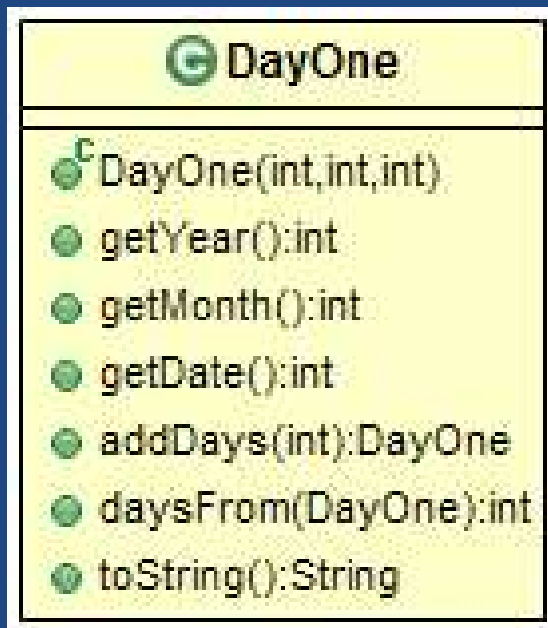 DayOne
DayOne(int,int,int)
getYear():int
getMonth():int
getDate():int
addDays(int):DayOne
daysFrom(DayOne):int
toString():String